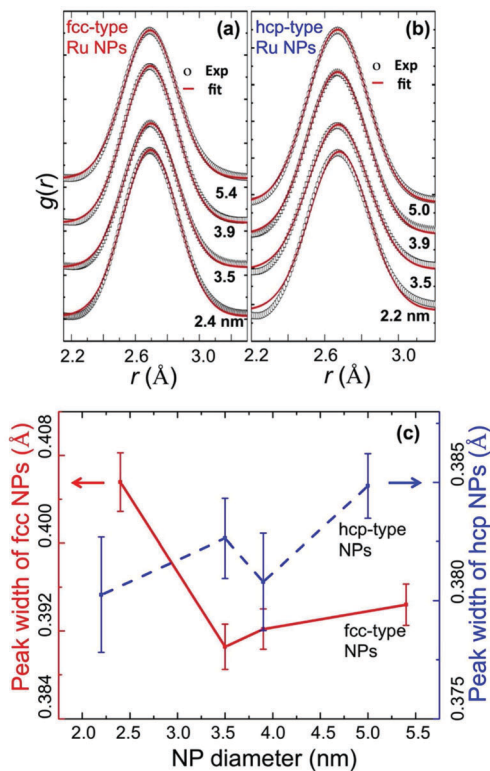 fcc-type
Ru NPs
(a)
o Exp
— fit
5.4
3.9
3.5
2.4 nm
g(r)
2.2 2.6 3.0
r (Å)
hcp-type
Ru NPs
(b)
o Exp
— fit
5.0
3.9
3.5
2.2 nm
2.2 2.6 3.0
r (Å)
(c)
Peak width of fcc NPs (Å)
0.408
0.400
0.392
0.384
hcp-type
NPs
fcc-type
NPs
0.385
0.380
0.375
Peak width of hcp NPs (Å)
2.0 2.5 3.0 3.5 4.0 4.5 5.0 5.5
NP diameter (nm)